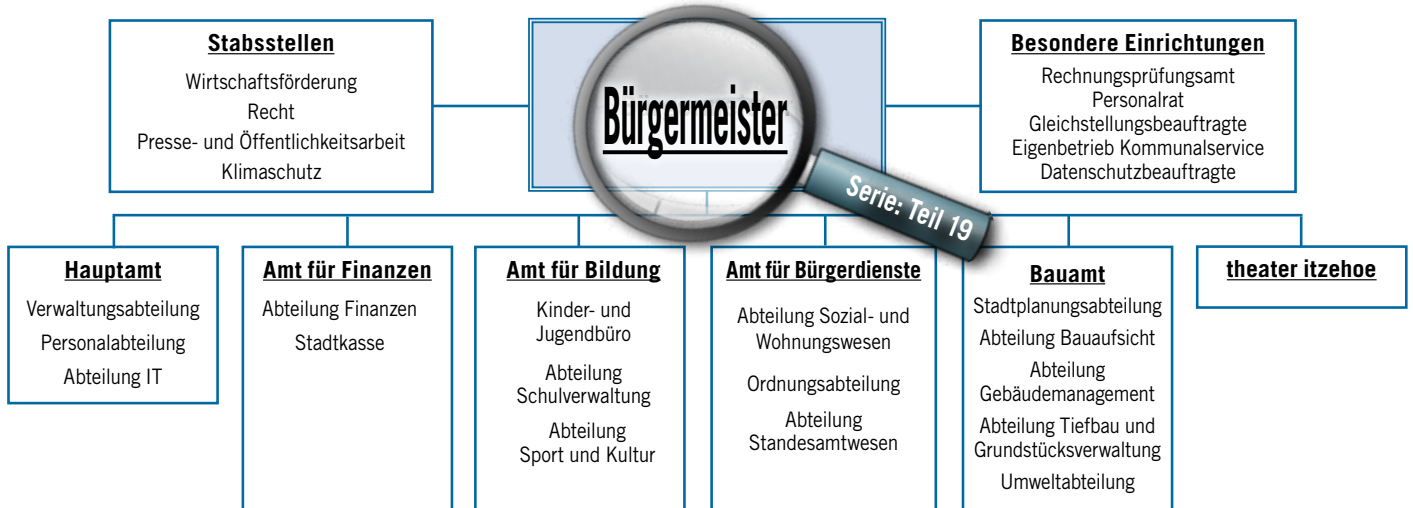 Stabsstellen
Wirtschaftsförderung
Recht
Presse- und Öffentlichkeitsarbeit
Klimaschutz
Bürgermeister
Serie: Teil 19
Besondere Einrichtungen
Rechnungsprüfungsamt
Personalrat
Gleichstellungsbeauftragte
Eigenbetrieb Kommunalservice
Datenschutzbeauftragte
Hauptamt
Verwaltungsabteilung
Personalabteilung
Abteilung IT
Amt für Finanzen
Abteilung Finanzen
Stadtkasse
Amt für Bildung
Kinder- und
Jugendbüro
Abteilung
Schulverwaltung
Abteilung
Sport und Kultur
Amt für Bürgerdienste
Abteilung Sozial- und
Wohnungswesen
Ordnungsabteilung
Abteilung
Standesamtwesen
Bauamt
Stadtplanungsabteilung
Abteilung Bauaufsicht
Abteilung
Gebäudemanagement
Abteilung Tiefbau und
Grundstücksverwaltung
Umweltabteilung
theater itzehoe